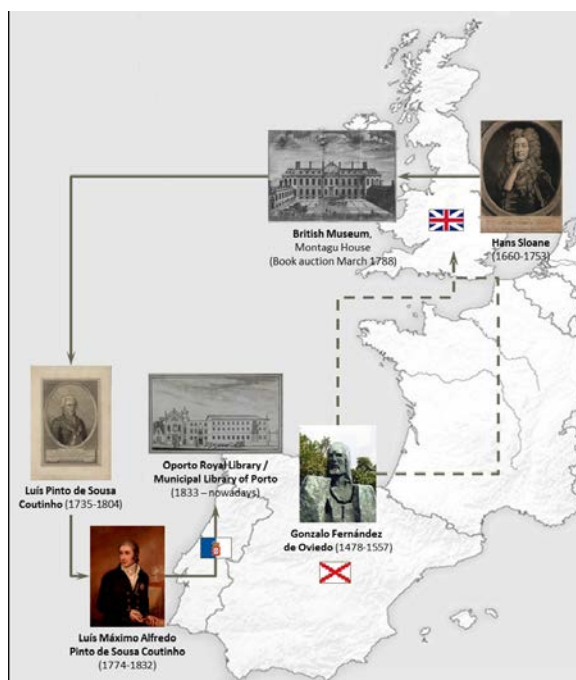 British Museum,
Montagu House
(Book auction March 1788)
Hans Sloane
(1660-1753)
Luís Pinto de Sousa
Coutinho (1735-1804)
Oporto Royal Library /
Municipal Library of Porto
(1833 – nowadays)
Gonzalo Fernández
de Oviedo (1478-1557)
Luís Máximo Alfredo
Pinto de Sousa Coutinho
(1774-1832)